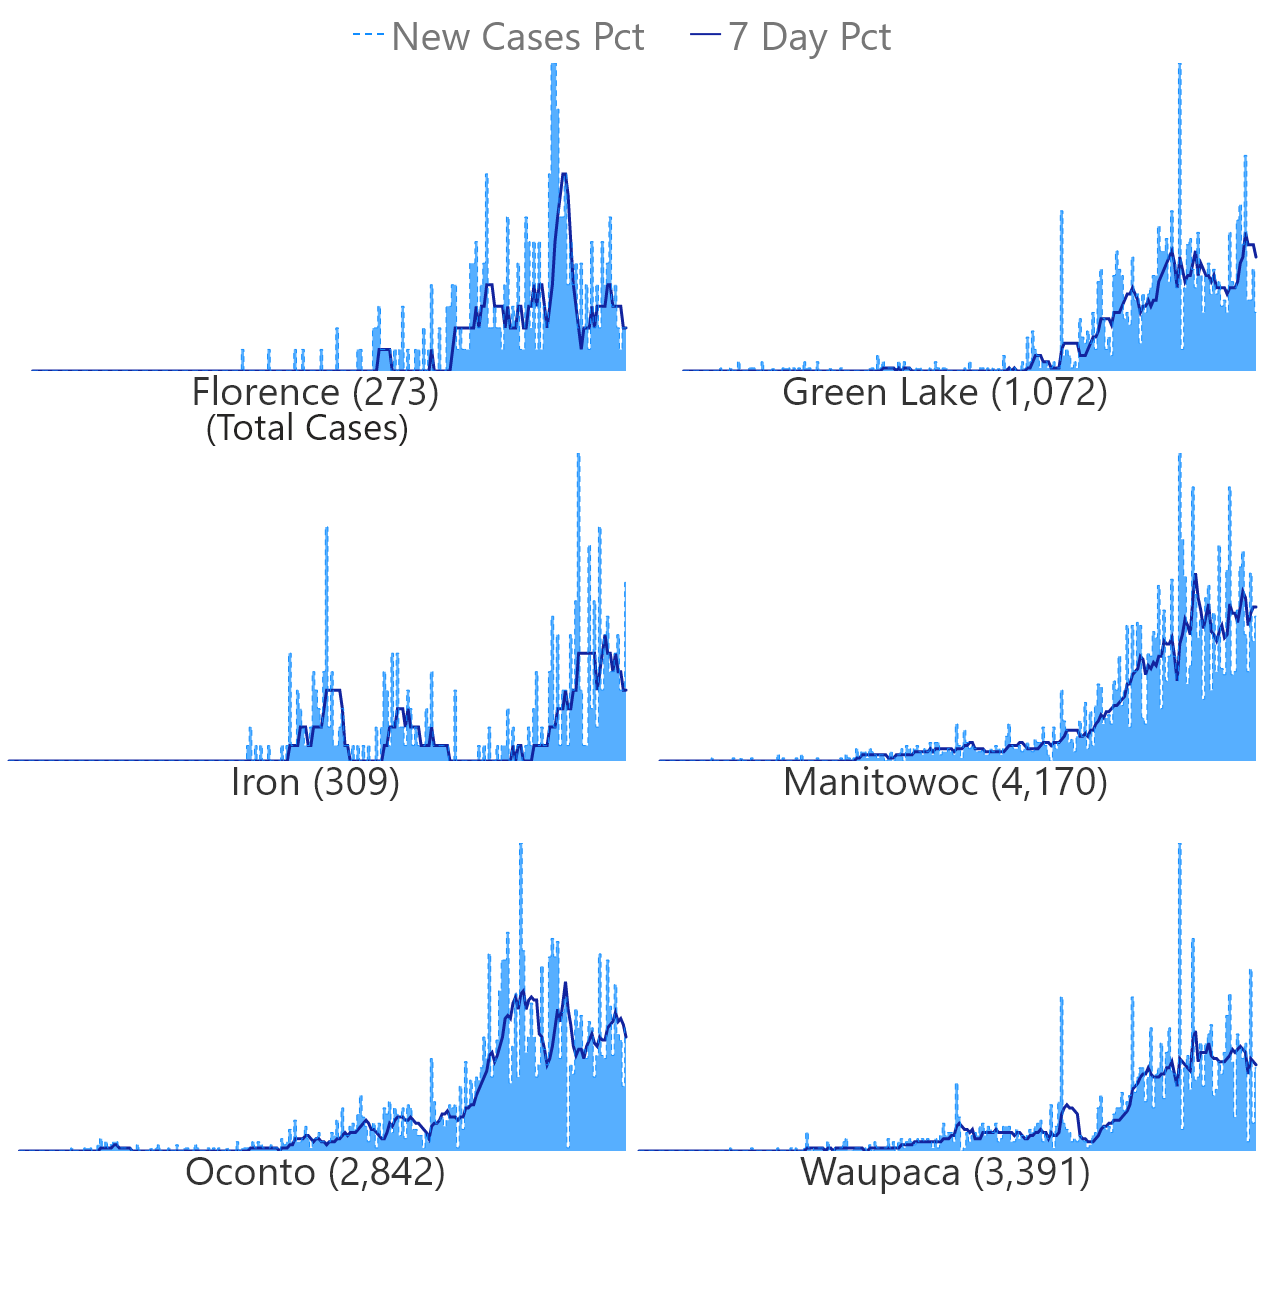 New Cases Pct 7 Day Pct
Florence (273) Green Lake (1,072)
(Total Cases)
Iron (309) Manitowoc (4,170)
Oconto (2,842) Waupaca (3,391)